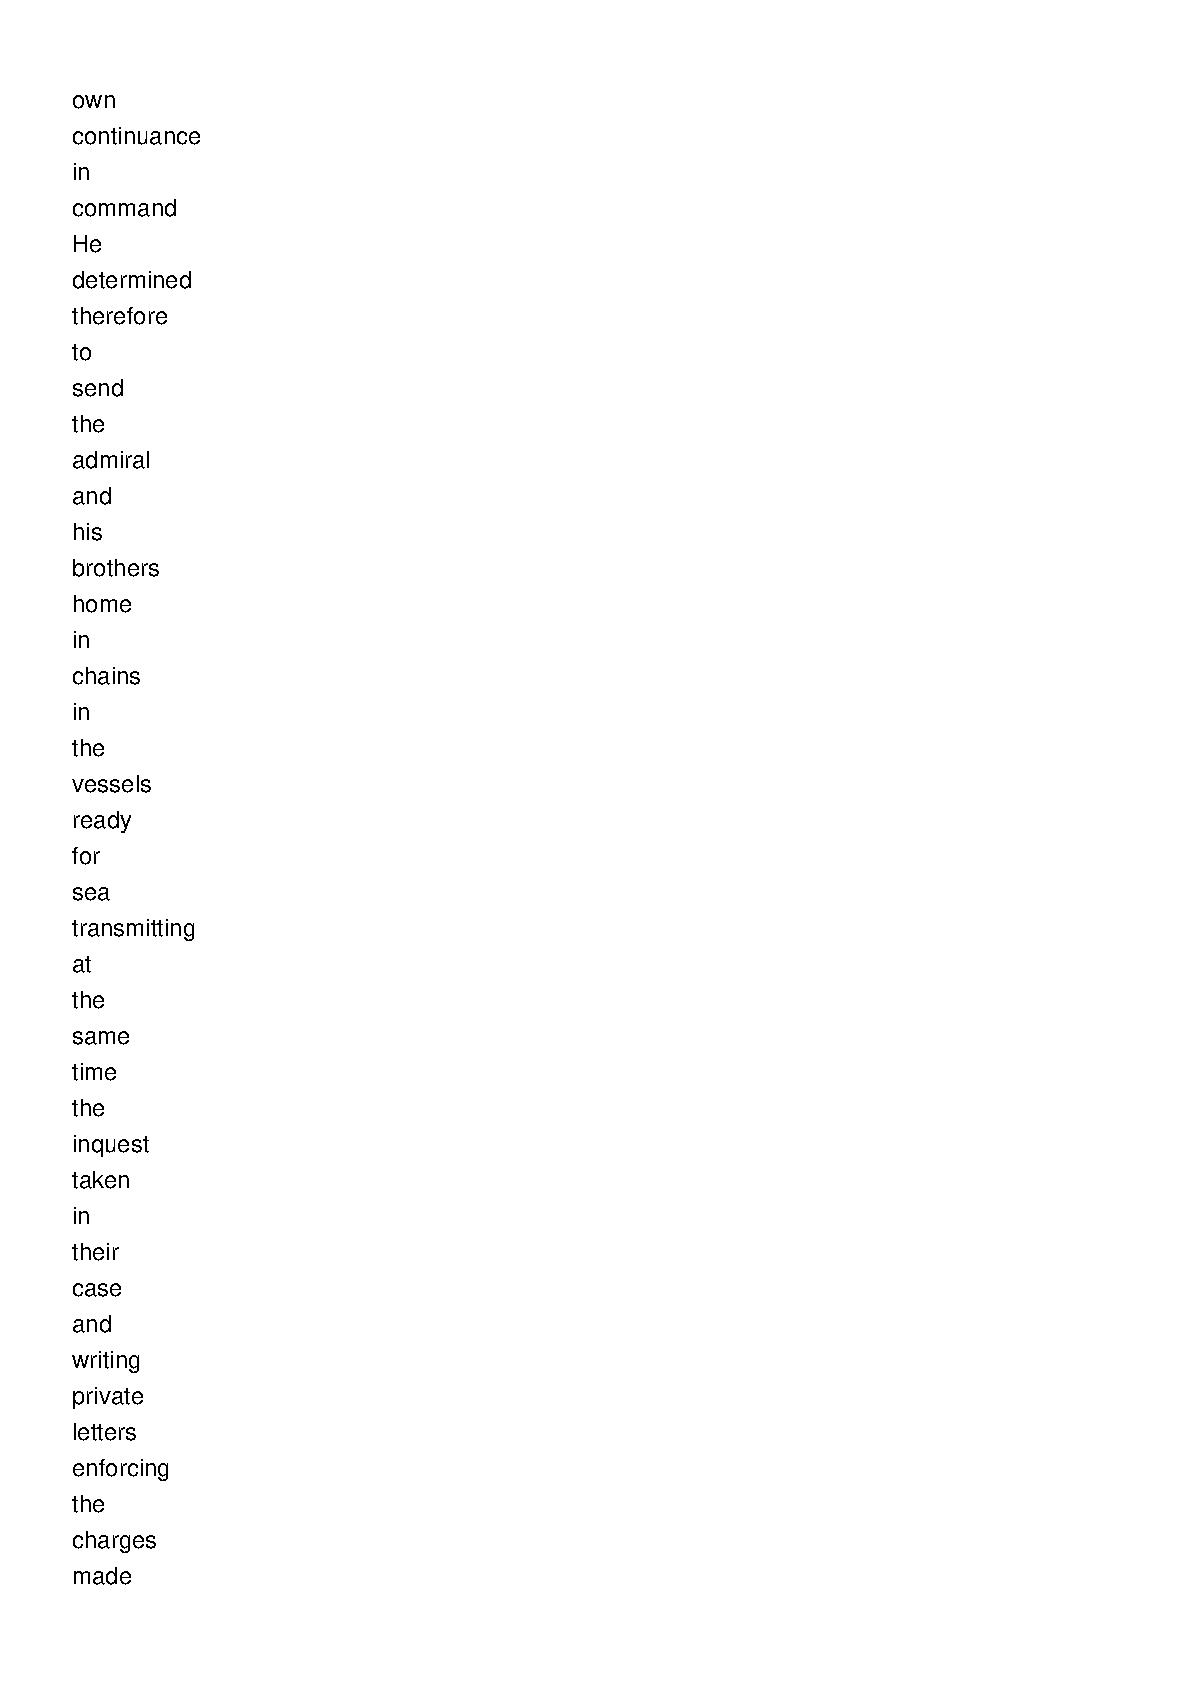 own
continuance
in
command
He
determined
therefore
to
send
the
admiral
and
his
brothers
home
in
chains
in
the
vessels
ready
for
sea
transmitting
at
the
same
time
the
inquest
taken
in
their
case
and
writing
private
letters
enforcing
the
charges
made